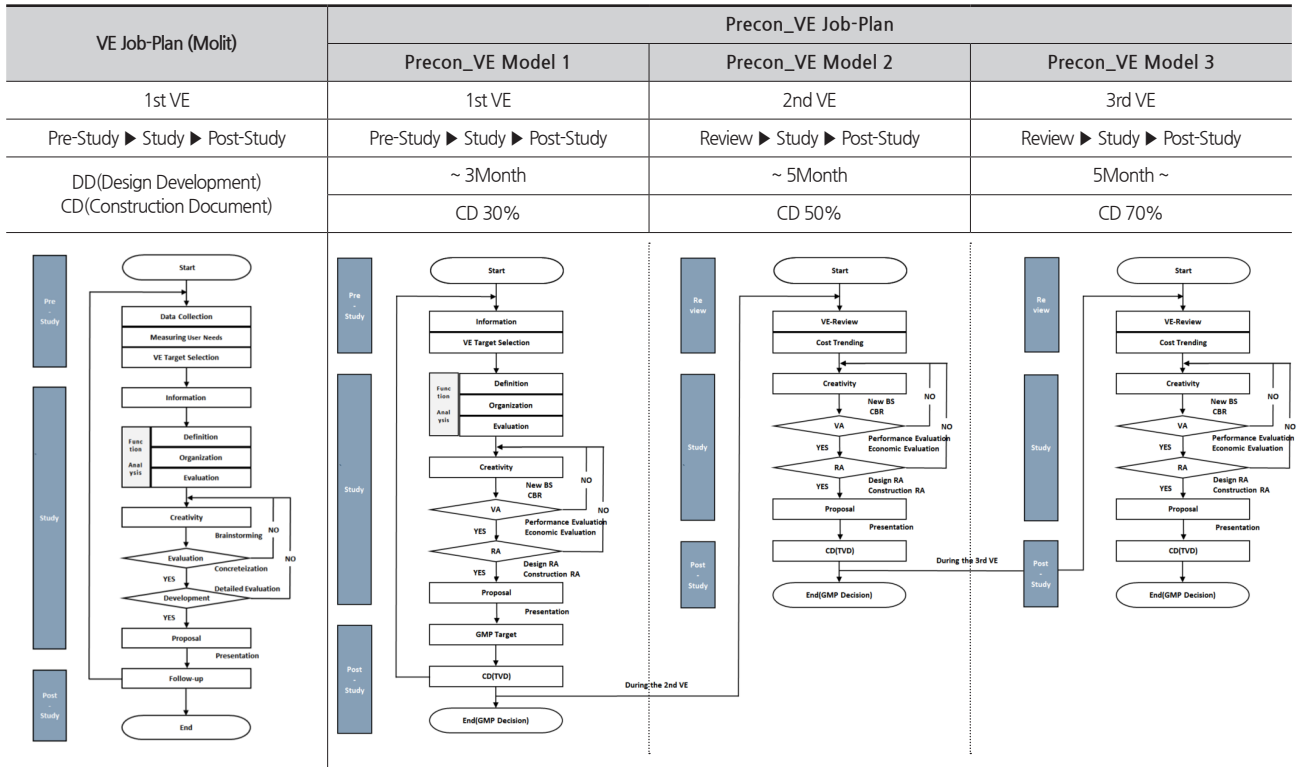 VE Job-Plan (Molit)
Precon_VE Job-Plan
Precon_VE Model 1
Precon_VE Model 2
Precon_VE Model 3
1st VE
1st VE
2nd VE
3rd VE
Pre-Study ▶ Study ▶ Post-Study
Pre-Study ▶ Study ▶ Post-Study
Review ▶ Study ▶ Post-Study
Review ▶ Study ▶ Post-Study
DD(Design Development)
CD(Construction Document)
~ 3Month
~ 5Month
5Month ~
CD 30%
CD 50%
CD 70%
Pre
-
Study
Start
Data Collection
Measuring User Needs
VE Target Selection
Study
Information
Func
tion
Anal
ysis
Definition
Organization
Evaluation
Creativity
Brainstorming
NO
NO
Evaluation
Concreteization
YES
Detailed Evaluation
Development
YES
Proposal
Presentation
Post
-
Study
Follow-up
End
Pre
-
Study
Start
Information
VE Target Selection
Study
Func
tion
Anal
ysis
Definition
Organization
Evaluation
Creativity
New BS
CBR
NO
NO
VA
Performance Evaluation
Economic Evaluation
YES
RA
Design RA
Construction RA
YES
Proposal
Presentation
Post
-
Study
GMP Target
CD(TVD)
During the 2nd VE
End(GMP Decision)
Re
view
Start
VE-Review
Cost Trending
Study
Creativity
New BS
CBR
NO
NO
VA
Performance Evaluation
Economic Evaluation
YES
RA
Design RA
Construction RA
YES
Proposal
Presentation
Post
-
Study
CD(TVD)
During the 3rd VE
End(GMP Decision)
Re
view
Start
VE-Review
Cost Trending
Study
Creativity
New BS
CBR
NO
NO
VA
Performance Evaluation
Economic Evaluation
YES
RA
Design RA
Construction RA
YES
Proposal
Presentation
Post
-
Study
CD(TVD)
End(GMP Decision)